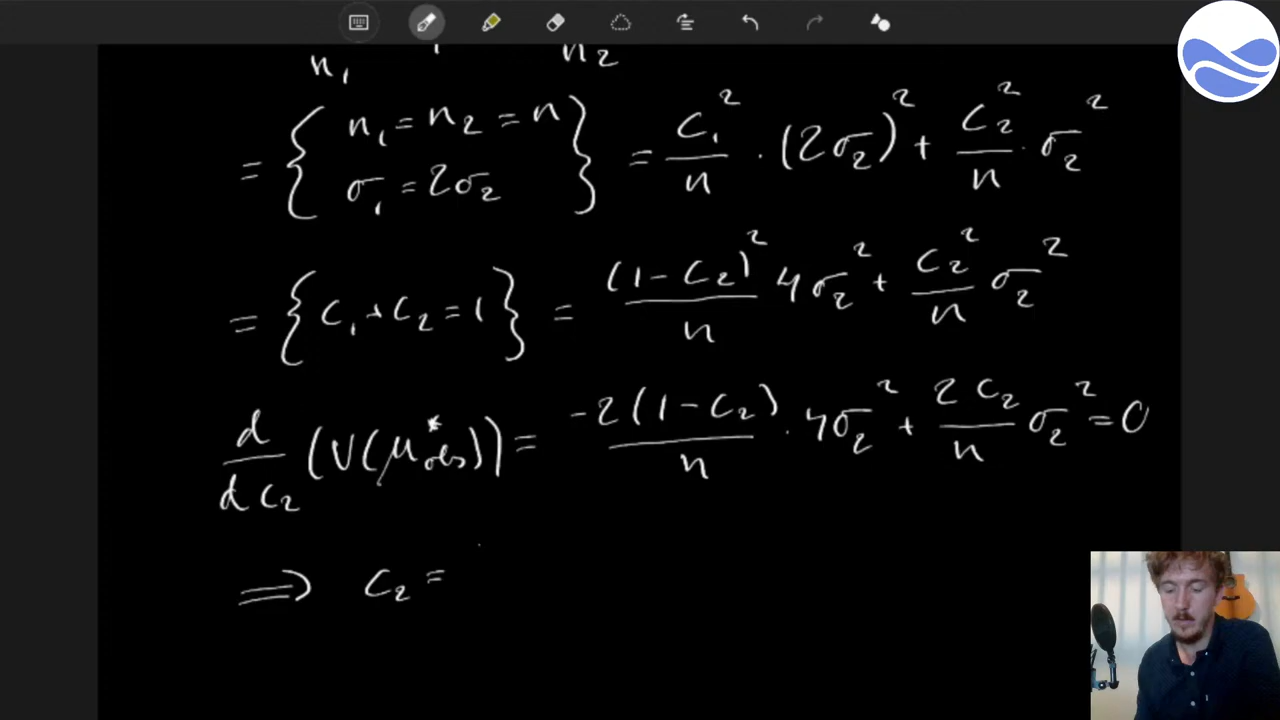 n₁ n₂
= { n₁ = n₂ = n σ₁ = 2σ₂ } = C₁²/n · (2σ₂)² + C₂²/n · σ₂²
= { C₁ + C₂ = 1 } = (1 - C₂)²/n 4σ₂² + C₂²/n σ₂²
d/dC₂ (V(μ*obs)) = -2(1 - C₂)/n · 4σ₂² + 2C₂/n σ₂² = 0
⟹ C₂ =